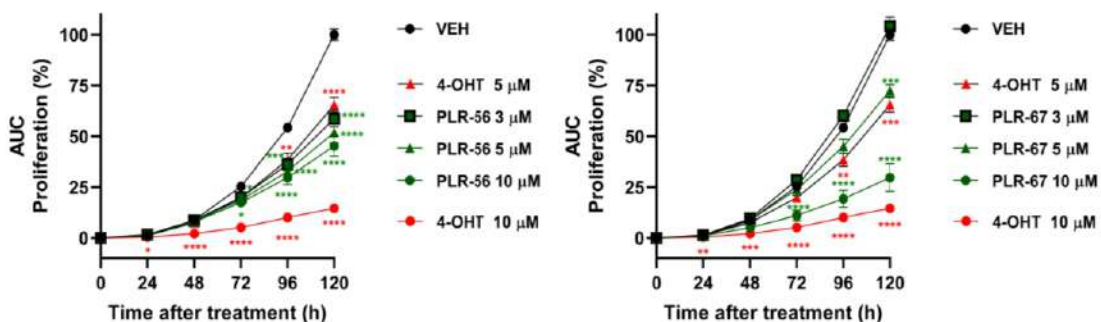 AUC
Proliferation (%)
100
75
50
25
0
0 24 48 72 96 120
Time after treatment (h)
* **** **** **** ****
**
****
****
****
****
***
****
****
*
*
VEH
4-OHT 5 μM
PLR-56 3 μM
PLR-56 5 μM
PLR-56 10 μM
4-OHT 10 μM
AUC
Proliferation (%)
100
75
50
25
0
0 24 48 72 96 120
Time after treatment (h)
** *** **** **** ****
***
***
****
**
****
****
VEH
4-OHT 5 μM
PLR-67 3 μM
PLR-67 5 μM
PLR-67 10 μM
4-OHT 10 μM